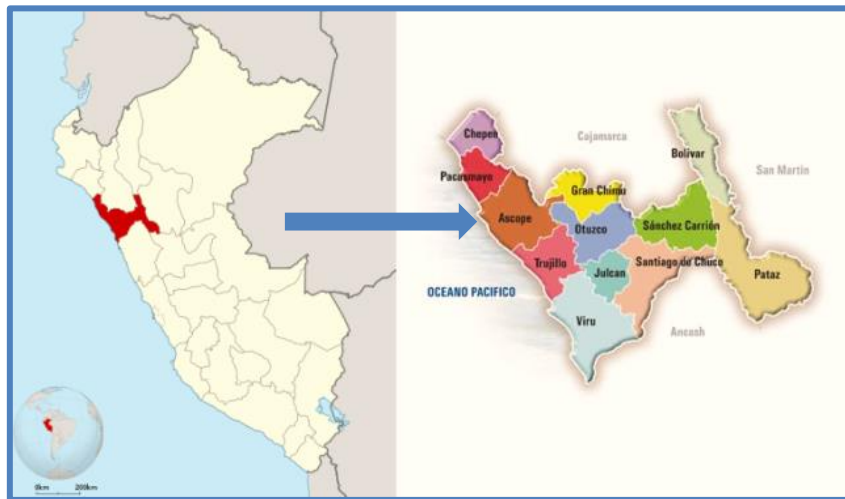 Chepen
Cajamarca
Bolivar
San Martin
Pacasmayo
Gran Chimú
Ascope
Otuzco
Sánchez Carrión
Trujillo
Julcan
Santiago de Chuco
Pataz
OCEANO PACIFICO
Viru
Ancash
0km 200km